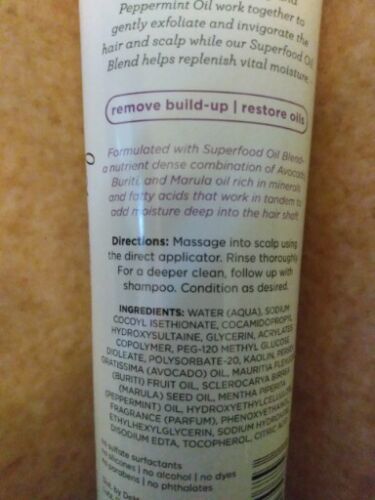 Peppermint Oil work together to
gently exfoliate and invigorate the
hair and scalp while our Superfood Oil
Blend helps replenish vital moisture
remove build-up | restore oils
Formulated with Superfood Oil Blend-
a nutrient dense combination of Avocado,
Buriti, and Marula oil rich in minerals
and fatty acids that work in tandem to
add moisture deep into the hair shaft.
Directions: Massage into scalp using
the direct applicator. Rinse thoroughly.
For a deeper clean, follow up with
shampoo. Condition as desired.
INGREDIENTS: WATER (AQUA), SODIUM
COCOYL ISETHIONATE, COCAMIDOPROPYL
HYDROXYSULTAINE, GLYCERIN, ACRYLATES
COPOLYMER, PEG-120 METHYL GLUCOSE
DIOLEATE, POLYSORBATE-20, KAOLIN, PERSEA
GRATISSIMA (AVOCADO) OIL, MAURITIA
(BURITI) FRUIT OIL, SCLEROCARYA BIRREA
(MARULA) SEED OIL, MENTHA PIPERITA
(PEPPERMINT) OIL, HYDROXYETHYLCELLULOSE,
FRAGRANCE (PARFUM),
ETHYLHEXYLGLYCERIN, SODIUM
DISODIUM EDTA, TOCOPHEROL, CITRIC
no sulfate surfactants
no silicones | no alcohol | no dyes
no parabens | no phthalates